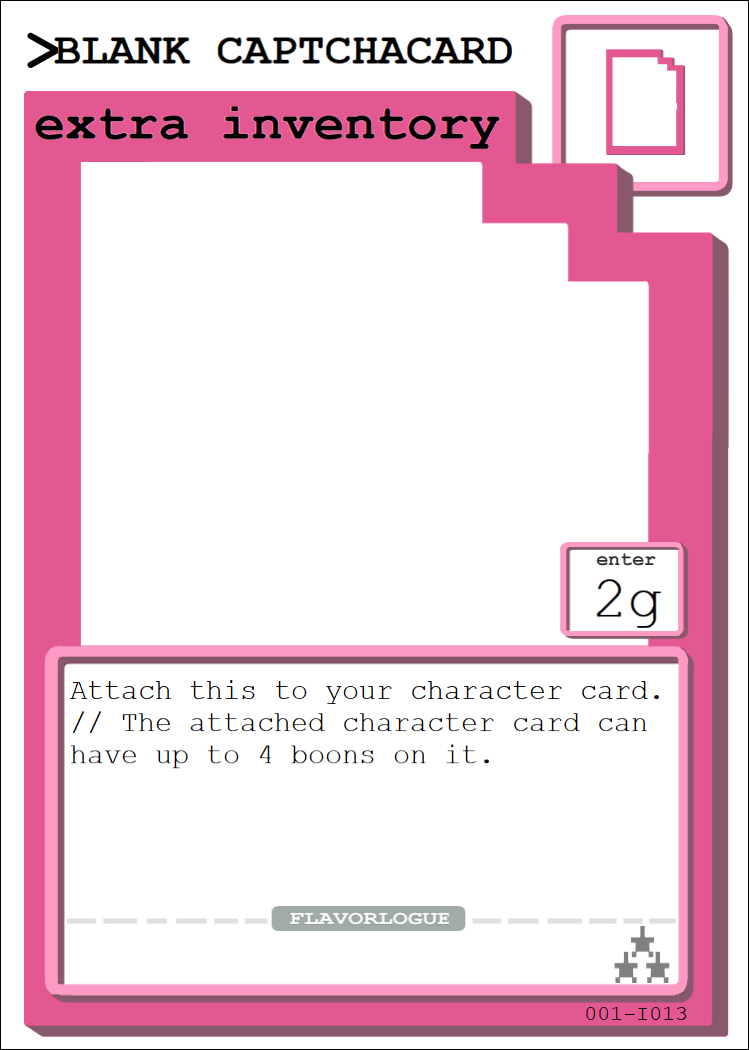 >BLANK CAPTCHACARD
extra inventory
enter
2g
Attach this to your character card.
// The attached character card can
have up to 4 boons on it.
FLAVORLOGUE
001-I013